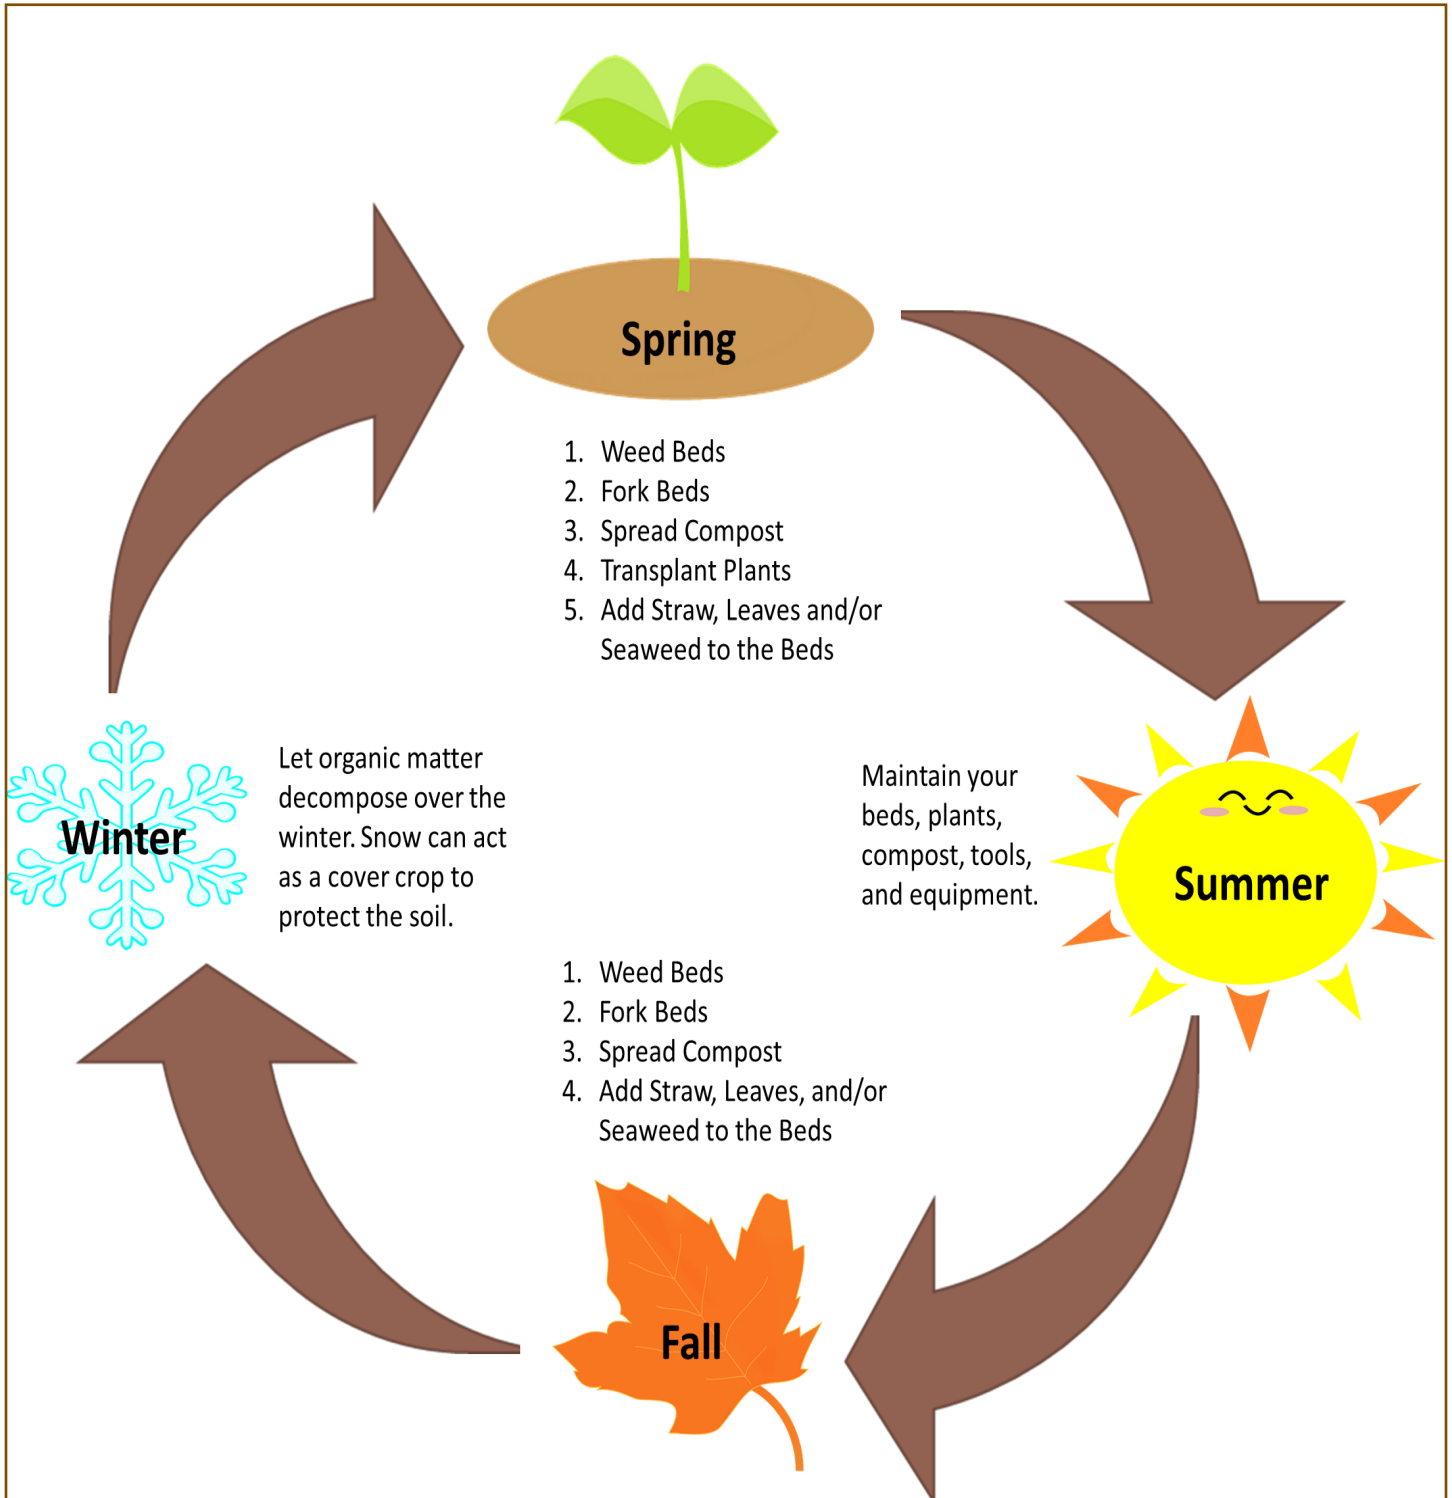 Spring
1. Weed Beds
2. Fork Beds
3. Spread Compost
4. Transplant Plants
5. Add Straw, Leaves and/or
Seaweed to the Beds
Summer
Maintain your
beds, plants,
compost, tools,
and equipment.
Fall
1. Weed Beds
2. Fork Beds
3. Spread Compost
4. Add Straw, Leaves, and/or
Seaweed to the Beds
Winter
Let organic matter
decompose over the
winter. Snow can act
as a cover crop to
protect the soil.